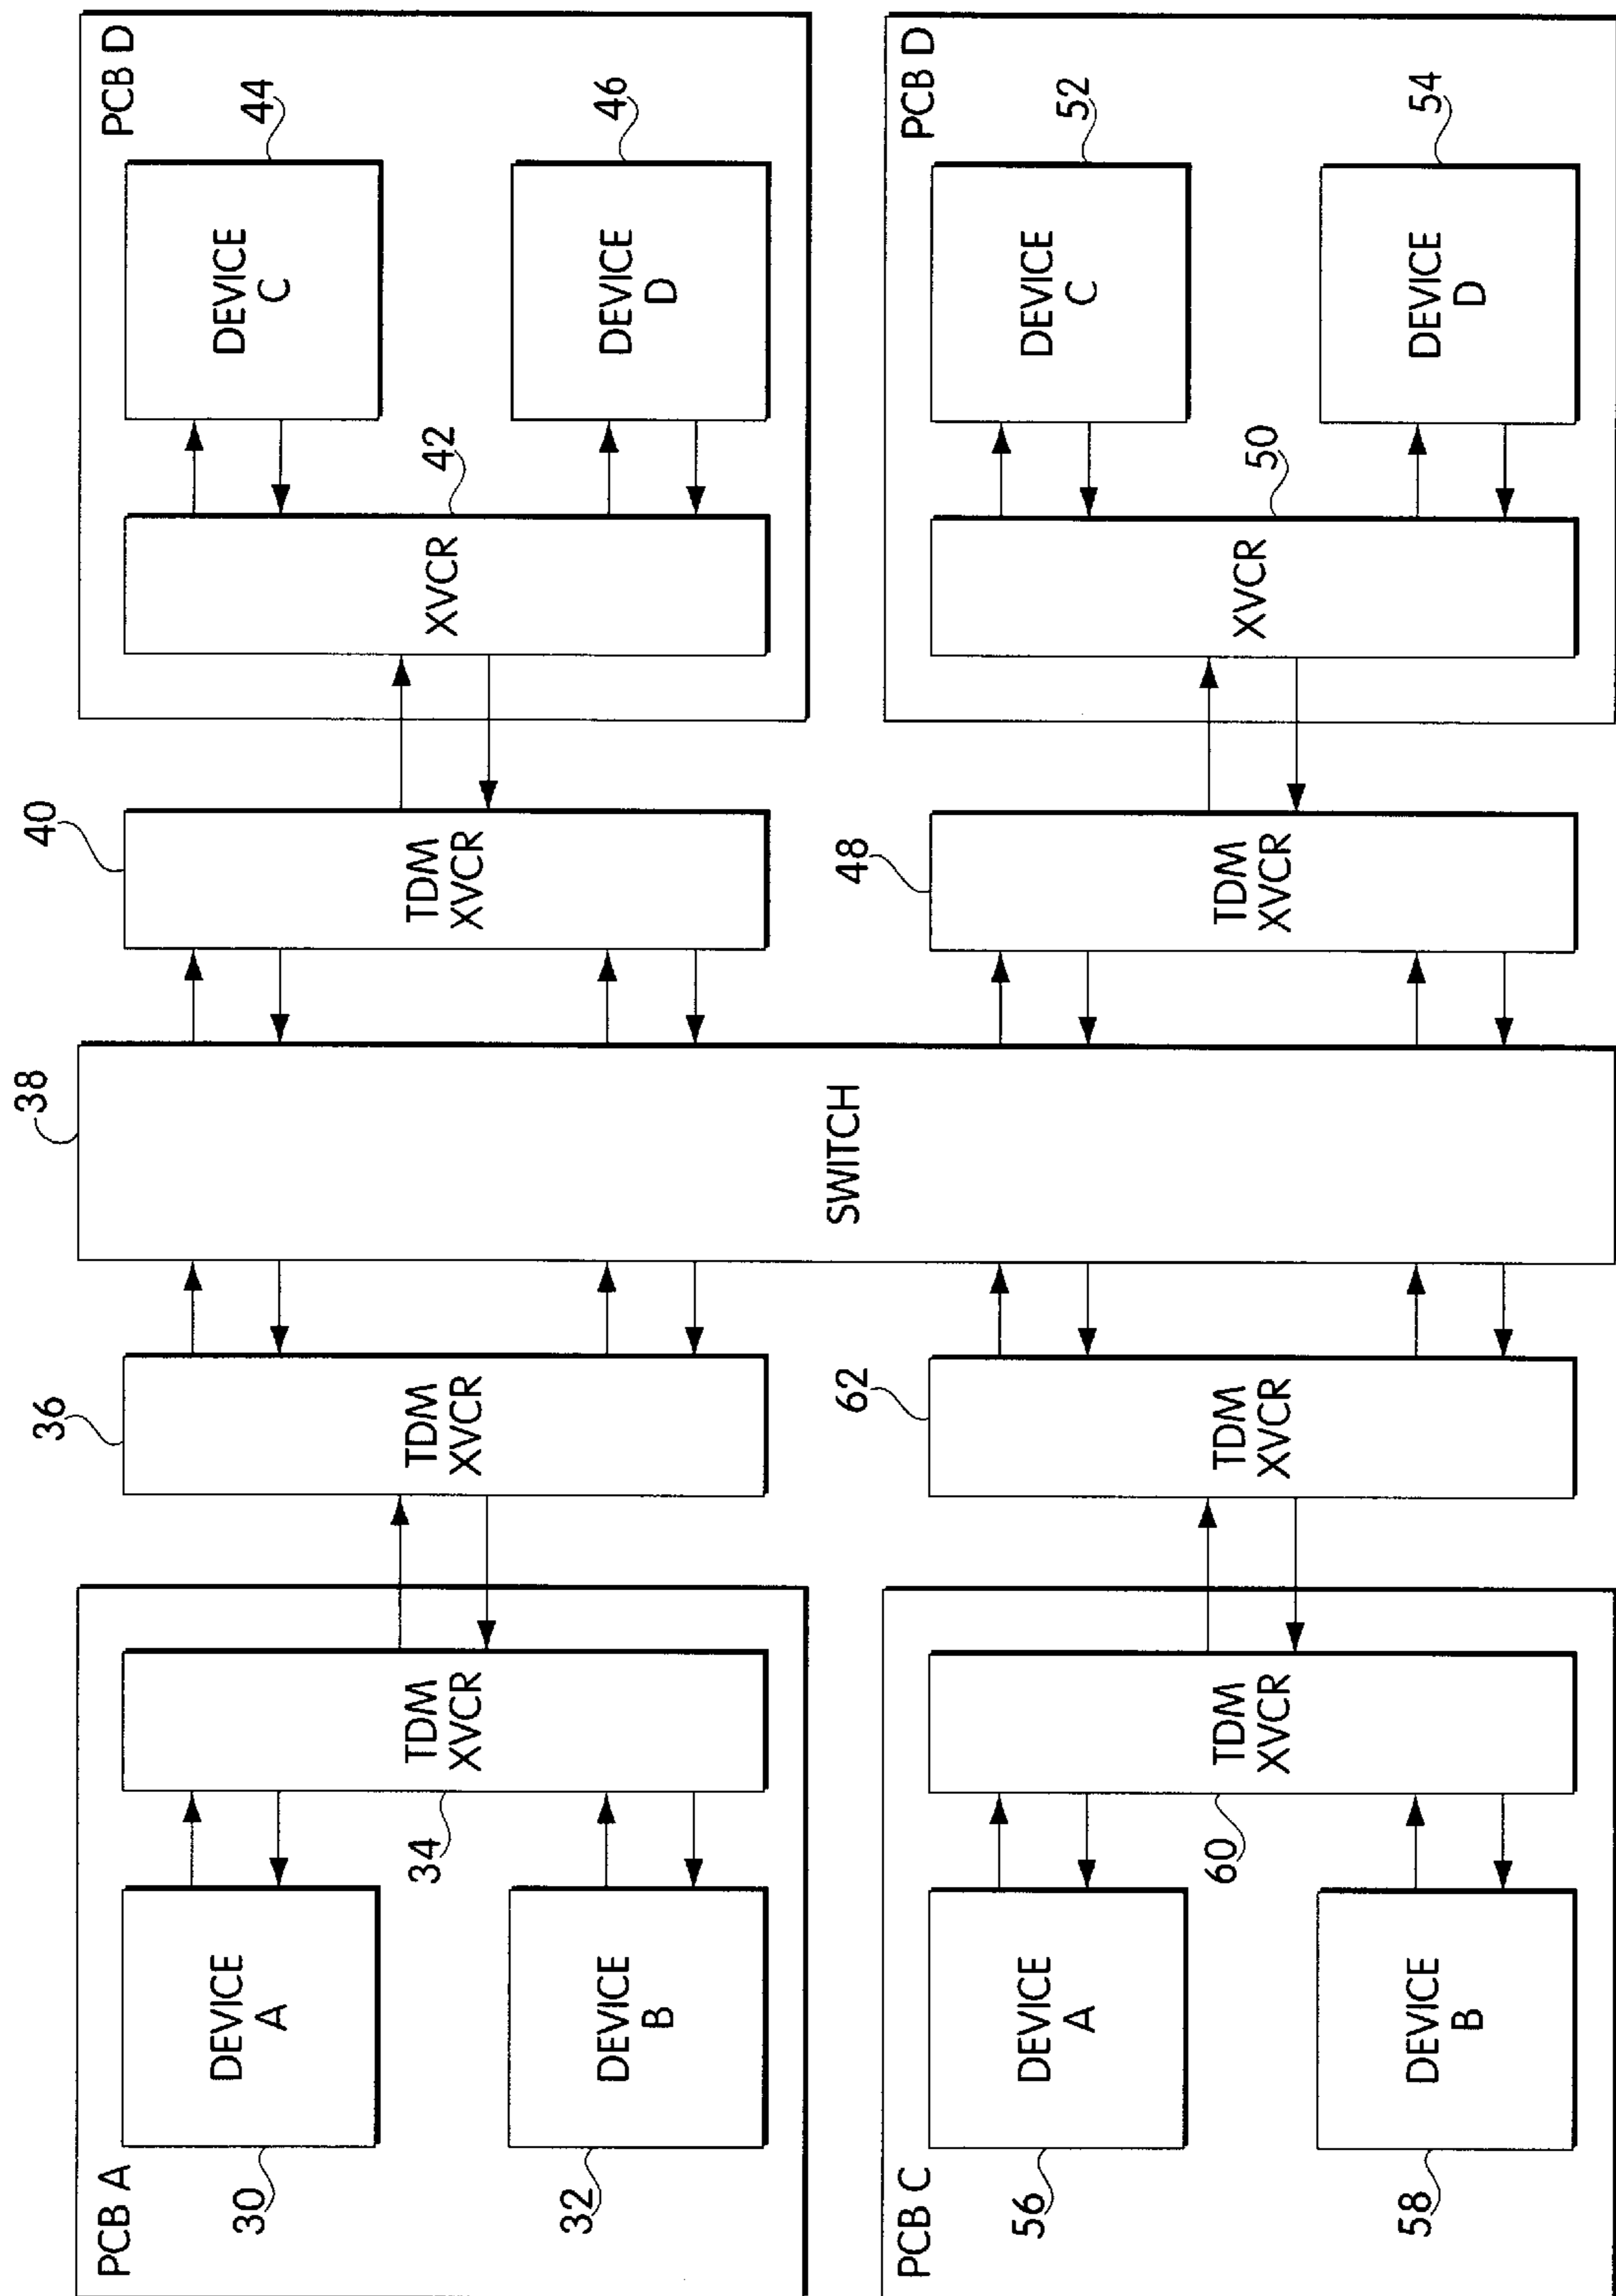 PCB A
30
DEVICE
A
32
DEVICE
B
34
TDM
XVCR
36
TDM
XVCR
38
SWITCH
40
TDM
XVCR
PCB D
42
XVCR
44
DEVICE
C
46
DEVICE
D
PCB C
56
DEVICE
A
58
DEVICE
B
60
TDM
XVCR
62
TDM
XVCR
48
TDM
XVCR
PCB D
50
XVCR
52
DEVICE
C
54
DEVICE
D